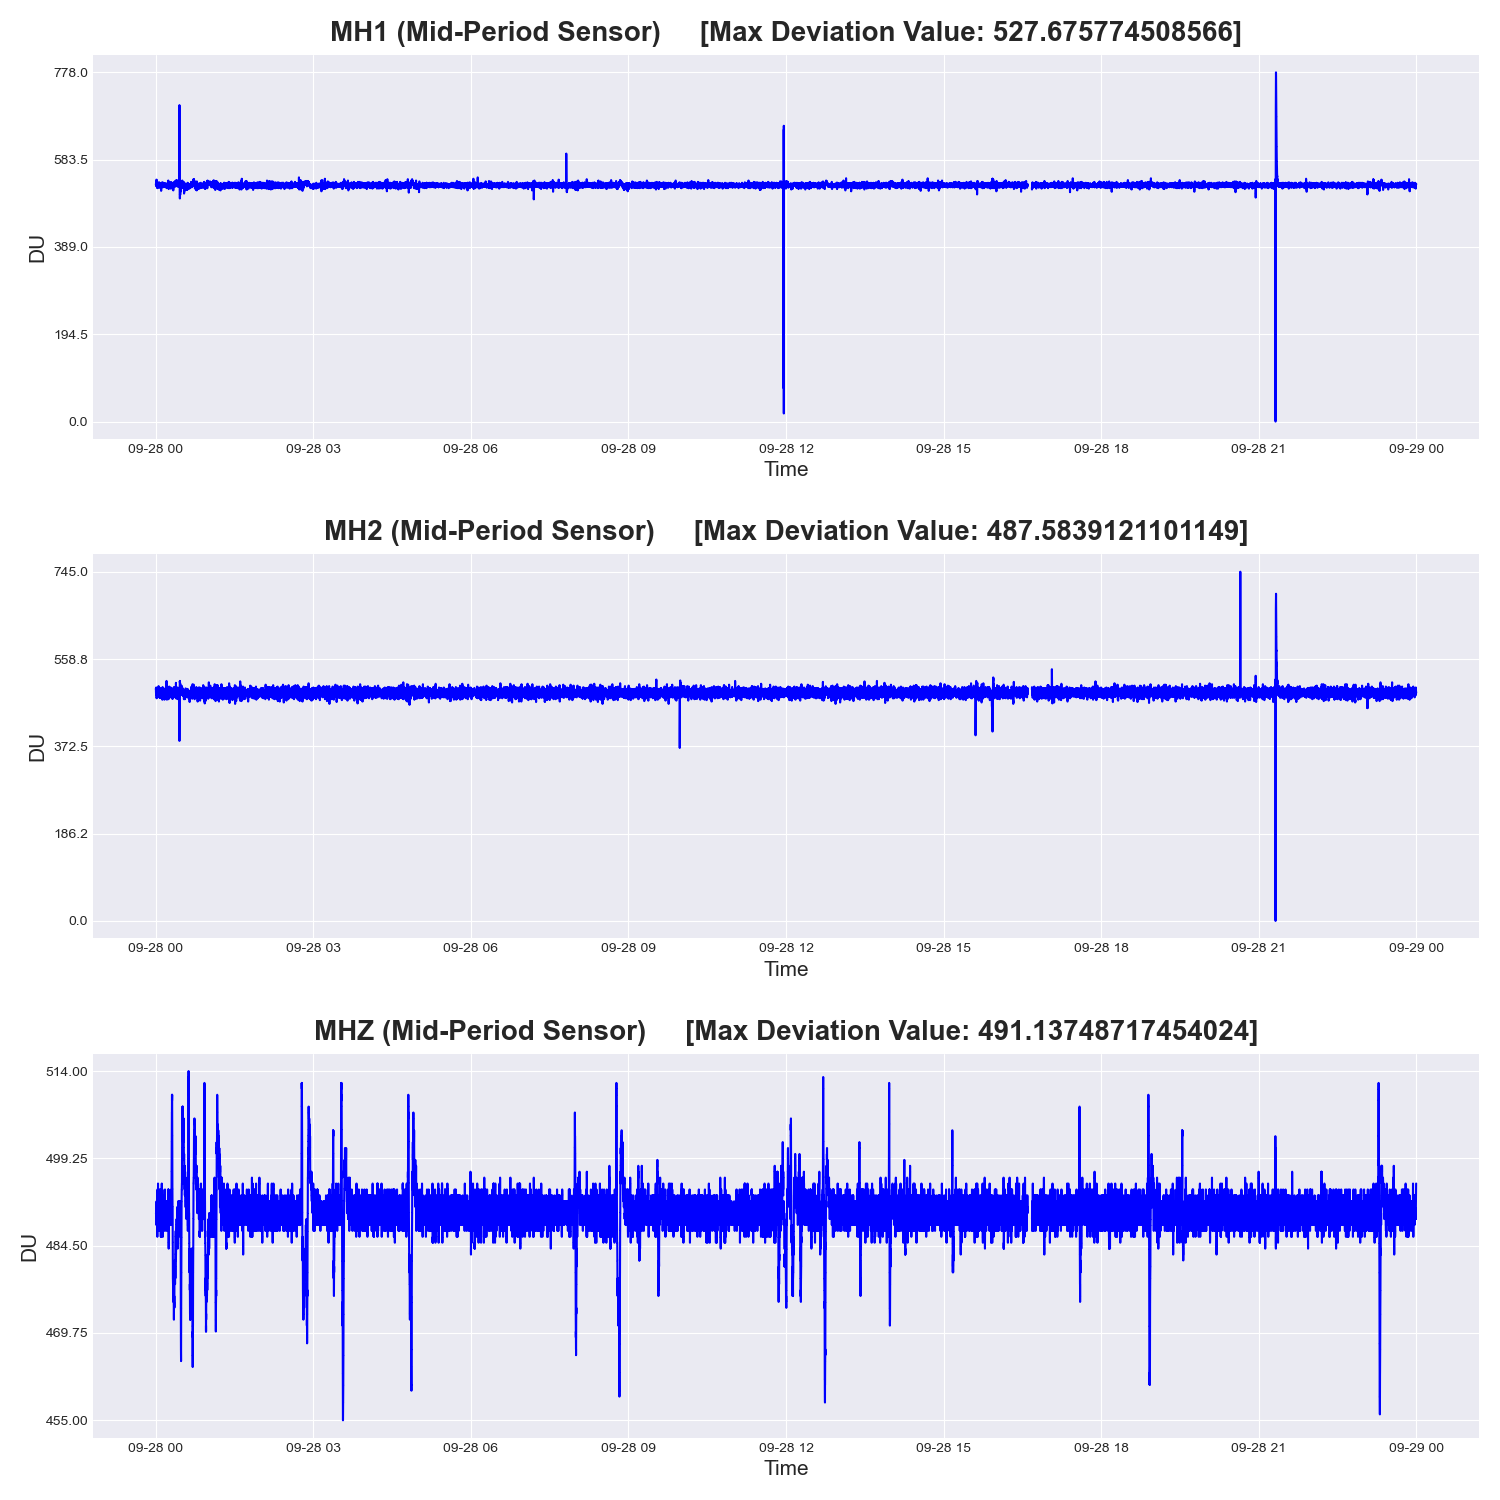 MH1 (Mid-Period Sensor) [Max Deviation Value: 527.675774508566]
778.0
583.5
389.0
194.5
0.0
DU
09-28 00 09-28 03 09-28 06 09-28 09 09-28 12 09-28 15 09-28 18 09-28 21 09-29 00
Time
MH2 (Mid-Period Sensor) [Max Deviation Value: 487.5839121101149]
745.0
558.8
372.5
186.2
0.0
DU
09-28 00 09-28 03 09-28 06 09-28 09 09-28 12 09-28 15 09-28 18 09-28 21 09-29 00
Time
MHZ (Mid-Period Sensor) [Max Deviation Value: 491.13748717454024]
514.00
499.25
484.50
469.75
455.00
DU
09-28 00 09-28 03 09-28 06 09-28 09 09-28 12 09-28 15 09-28 18 09-28 21 09-29 00
Time